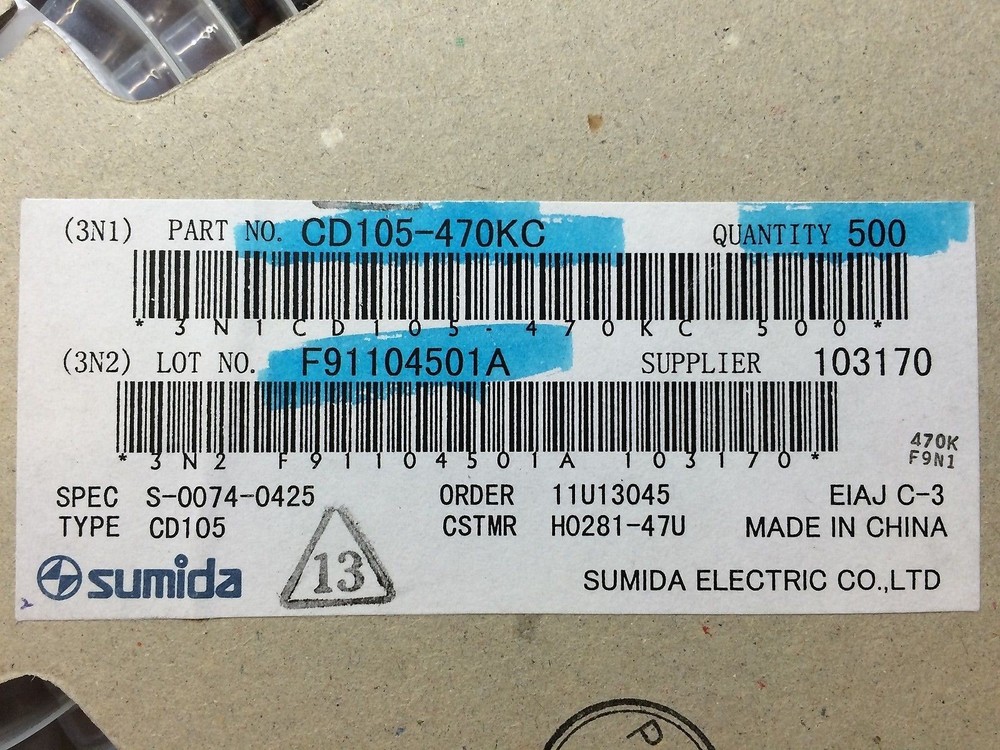 (3N1) PART NO. CD105-470KC QUANTITY 500
* 3N1CD105-470KC 500 *
(3N2) LOT NO. F91104501A SUPPLIER 103170
* 3N2 F91104501A 103170 *
470K
F9N1
SPEC S-0074-0425 ORDER 11U13045 EIAJ C-3
TYPE CD105 CSTMR H0281-47U MADE IN CHINA
sumida 13 SUMIDA ELECTRIC CO.,LTD
2
P